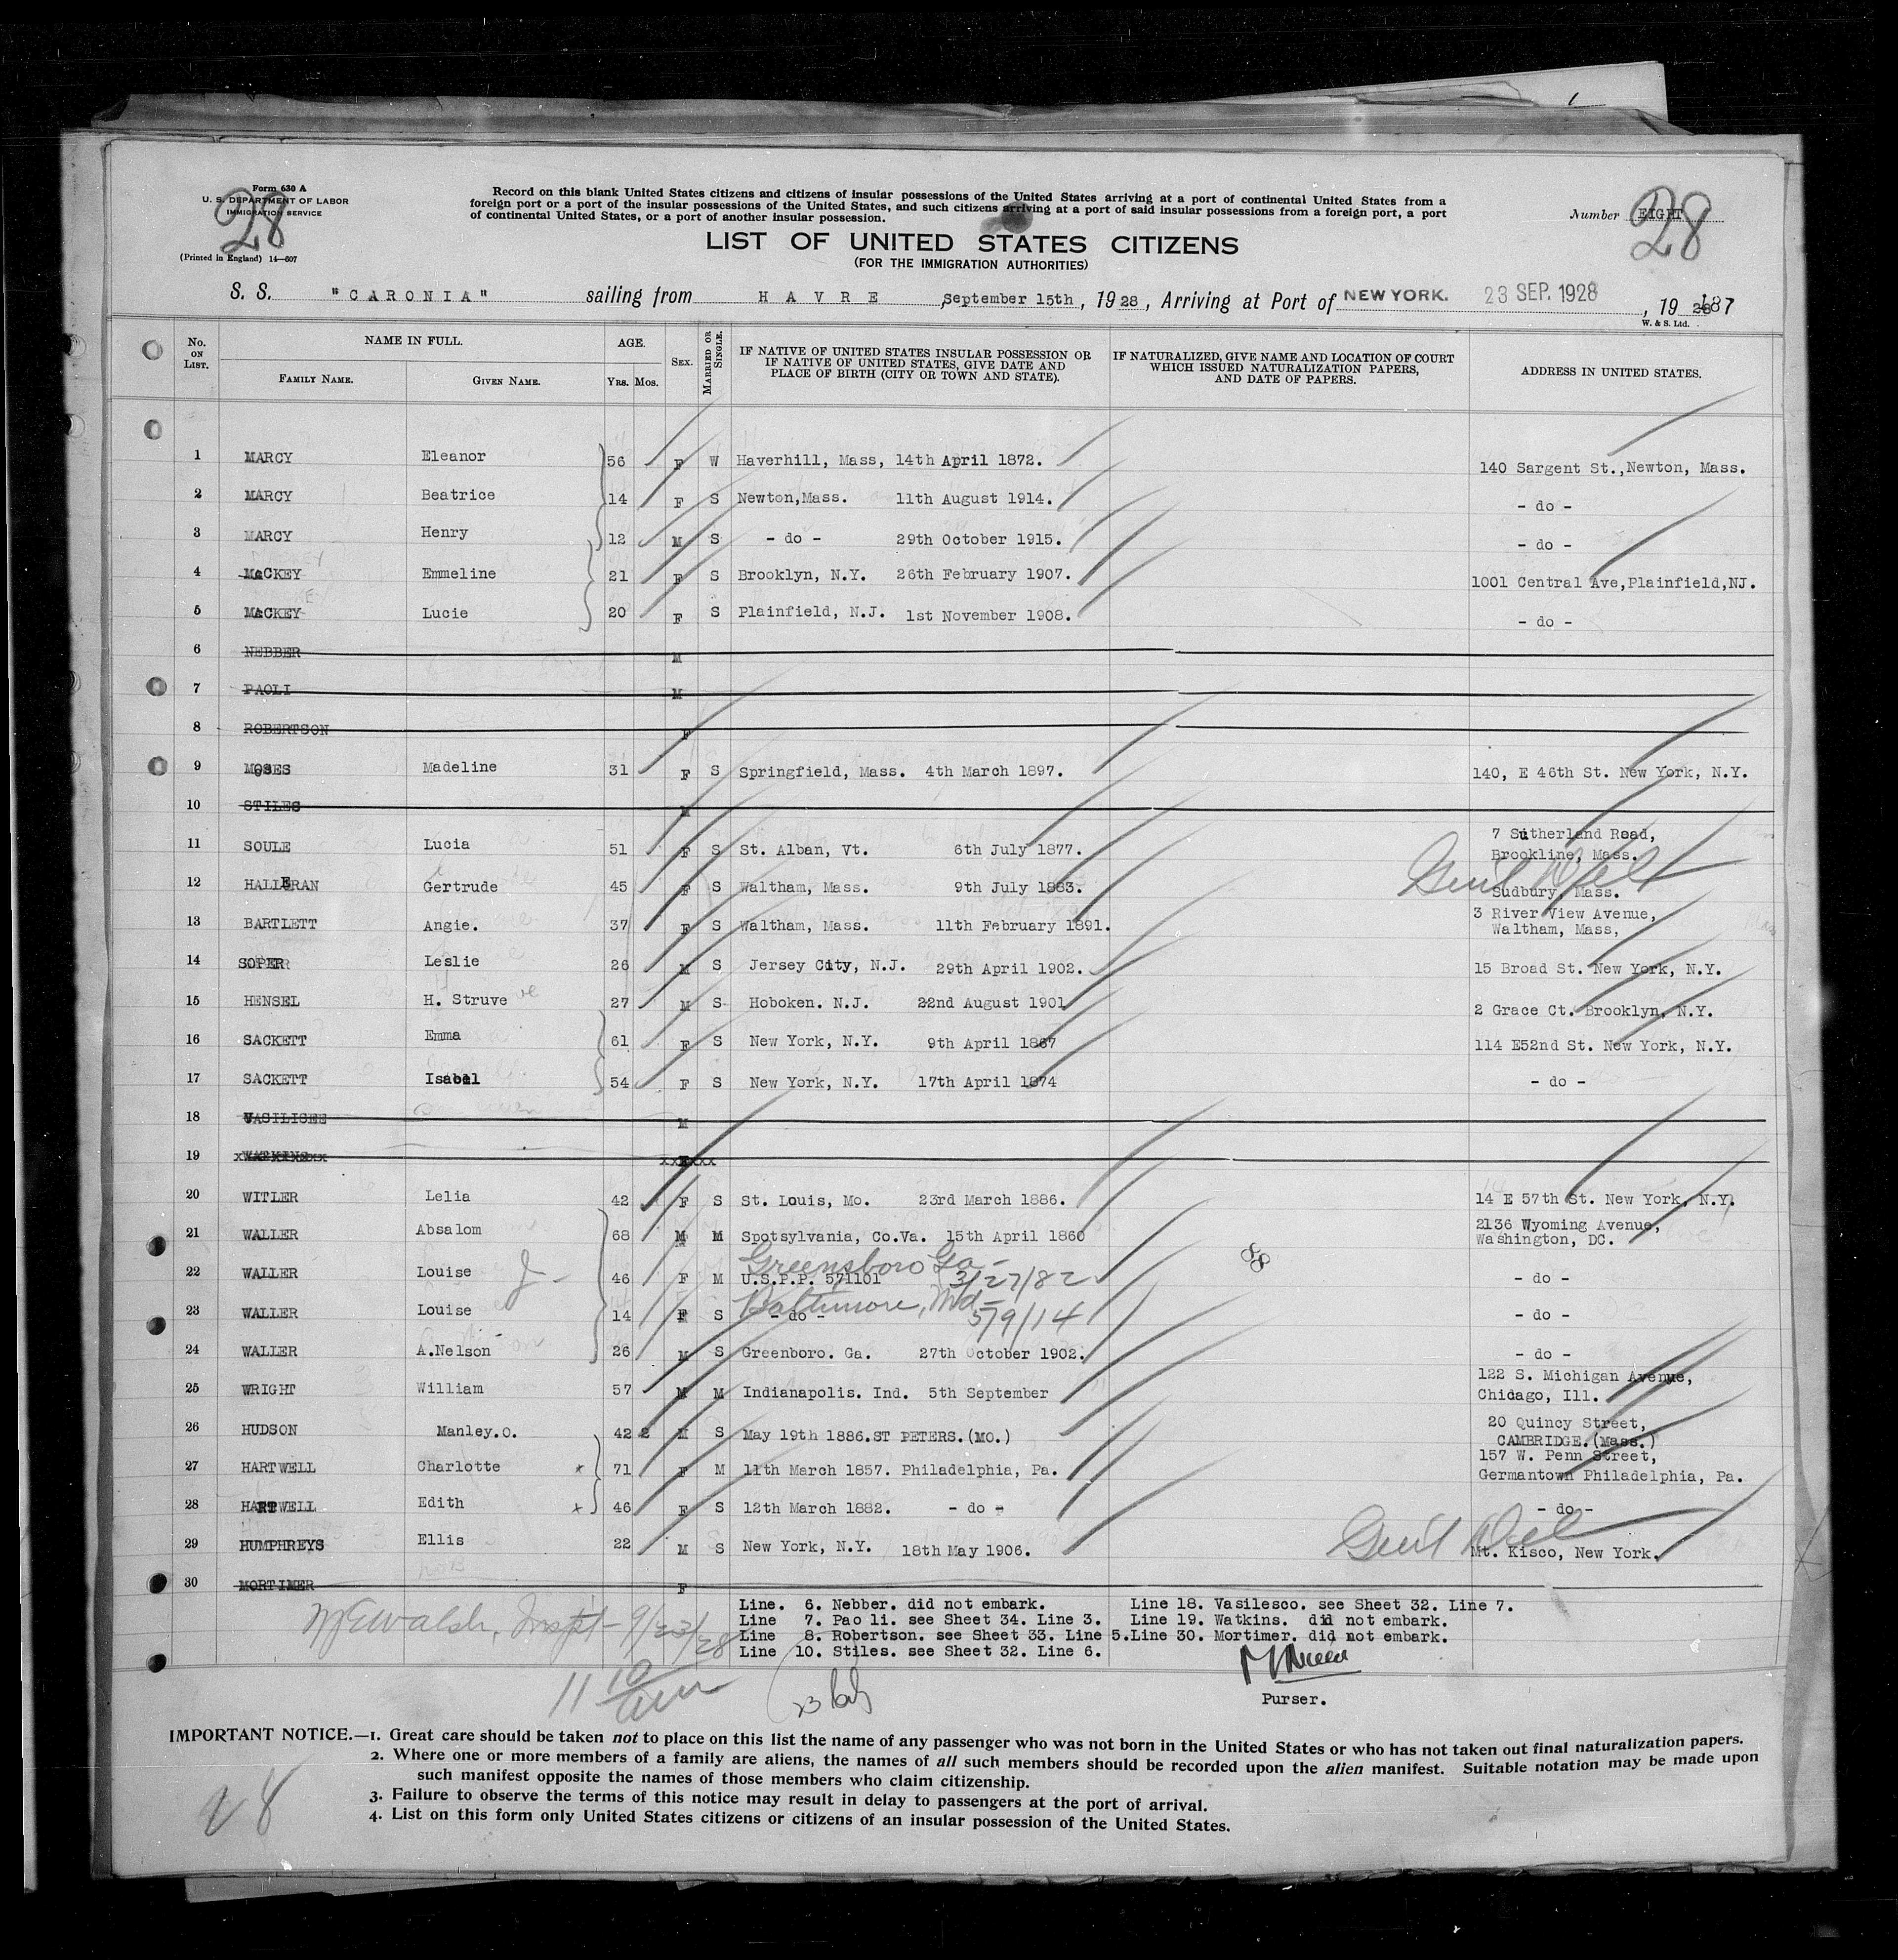 Form 630 A
U. S. DEPARTMENT OF LABOR
IMMIGRATION SERVICE
28
(Printed in England) 14—607
Record on this blank United States citizens and citizens of insular possessions of the United States arriving at a port of continental United States from a
foreign port or a port of the insular possessions of the United States, and such citizens arriving at a port of said insular possessions from a foreign port, a port
of continental United States, or a port of another insular possession.
Number EIGHT
28
LIST OF UNITED STATES CITIZENS
(FOR THE IMMIGRATION AUTHORITIES)
S. S. "CARONIA" sailing from HAVRE, September 15th, 1928, Arriving at Port of NEW YORK. 23 SEP. 1928, 19 28 187
W. & S. Ltd.
No. ON LIST. NAME IN FULL. FAMILY NAME. GIVEN NAME. AGE. YRS. MOS. SEX. MARRIED OR SINGLE. IF NATIVE OF UNITED STATES INSULAR POSSESSION OR IF NATIVE OF UNITED STATES, GIVE DATE AND PLACE OF BIRTH (CITY OR TOWN AND STATE). IF NATURALIZED, GIVE NAME AND LOCATION OF COURT WHICH ISSUED NATURALIZATION PAPERS, AND DATE OF PAPERS. ADDRESS IN UNITED STATES.
1 MARCY Eleanor 56 F W Haverhill, Mass, 14th April 1872. 140 Sargent St.,Newton, Mass.
2 MARCY Beatrice 14 F S Newton,Mass. 11th August 1914. - do -
3 MARCY Henry 12 M S - do - 29th October 1915. - do -
4 MacKEY Emmeline 21 F S Brooklyn, N.Y. 26th February 1907. 1001 Central Ave,Plainfield,NJ.
5 MacKEY Lucie 20 F S Plainfield, N.J. 1st November 1908. - do -
6 NEBBER M
7 PAOLI M
8 ROBERTSON F
9 MOSES Madeline 31 F S Springfield, Mass. 4th March 1897. 140, E 46th St. New York, N.Y.
10 STILES M
11 SOULE Lucia 51 F S St. Alban, Vt. 6th July 1877. 7 Sutherland Road, Brookline, Mass.
12 HALLERAN Gertrude 45 F S Waltham, Mass. 9th July 1883. Sudbury, Mass.
13 BARTLETT Angie. 37 F S Waltham, Mass. 11th February 1891. 3 River View Avenue, Waltham, Mass,
14 SOPER Leslie 26 M S Jersey City, N.J. 29th April 1902. 15 Broad St. New York, N.Y.
15 HENSEL H. Struve 27 M S Hoboken. N.J. 22nd August 1901 2 Grace Ct. Brooklyn, N.Y.
16 SACKETT Emma 61 F S New York, N.Y. 9th April 1867 114 E52nd St. New York, N.Y.
17 SACKETT Isabel 54 F S New York, N.Y. 17th April 1874 - do -
18 VASILISEE M
19 WATKINS
20 WITLER Lelia 42 F S St. Louis, Mo. 23rd March 1886. 14 E 57th St. New York, N.Y.
21 WALLER Absalom 68 M M Spotsylvania, Co.Va. 15th April 1860 2136 Wyoming Avenue, Washington, DC.
Greensboro Ga - 3/27/82
22 WALLER Louise J- 46 F M U.S.P.P. 571101 - do -
Baltimore, Md - 5/9/14
23 WALLER Louise 14 F S - do - - do -
24 WALLER A.Nelson 26 M S Greenboro. Ga. 27th October 1902. - do -
25 WRIGHT William 57 M M Indianapolis. Ind. 5th September 122 S. Michigan Avenue, Chicago, Ill.
26 HUDSON Manley.O. 42 2 M S May 19th 1886.ST PETERS.(MO.) 20 Quincy Street, CAMBRIDGE.(Mass.)
27 HARTWELL Charlotte x 71 F M 11th March 1857. Philadelphia, Pa. 157 W. Penn Street, Germantown Philadelphia, Pa.
28 HARTWELL Edith x 46 F S 12th March 1882. - do - - do -
29 HUMPHREYS Ellis 22 M S New York, N.Y. 18th May 1906. Mt. Kisco, New York.
30 MORTIMER F
Line. 6. Nebber. did not embark. Line 18. Vasilesco. see Sheet 32. Line 7.
Line 7. Pao li. see Sheet 34. Line 3. Line 19. Watkins. did not embark.
Line 8. Robertson. see Sheet 33. Line 5. Line 30. Mortimer. did not embark.
Line 10. Stiles. see Sheet 32. Line 6.
Walsh, Inspt - 9/23/28
11 10
Purser.
IMPORTANT NOTICE.—1. Great care should be taken not to place on this list the name of any passenger who was not born in the United States or who has not taken out final naturalization papers.
2. Where one or more members of a family are aliens, the names of all such members should be recorded upon the alien manifest. Suitable notation may be made upon
such manifest opposite the names of those members who claim citizenship.
3. Failure to observe the terms of this notice may result in delay to passengers at the port of arrival.
4. List on this form only United States citizens or citizens of an insular possession of the United States.
28